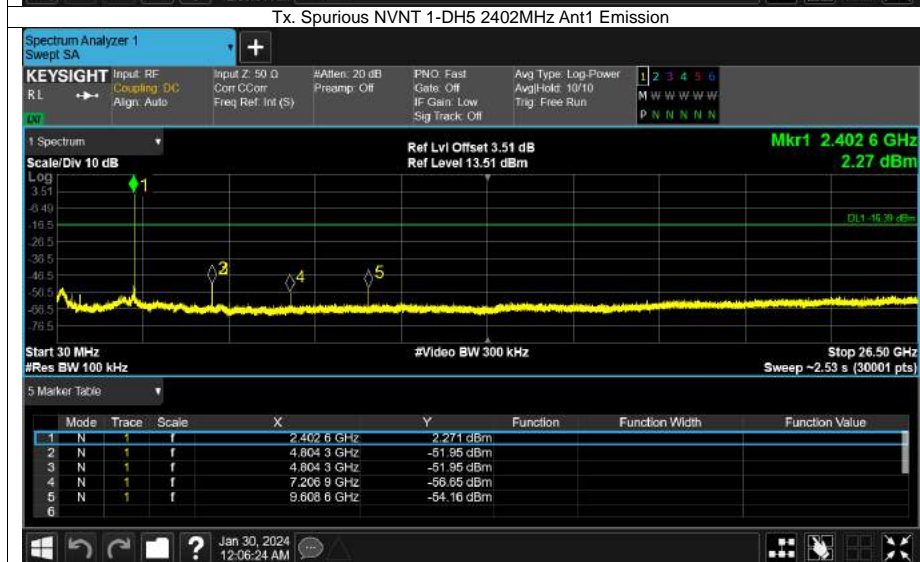 Tx. Spurious NVNT 1-DH5 2402MHz Ant1 Emission
Spectrum Analyzer 1
Swept SA
+
KEYSIGHT Input: RF Input Z: 50 Ω #Atten: 20 dB PNO: Fast Avg Type: Log-Power 1 2 3 4 5 6
RL Coupling: DC Corr CCorr Preamp: Off Gate: Off Avg|Hold: 10/10 M W W W W W
Align: Auto Freq Ref: Int (S) IF Gain: Low Trig: Free Run
Sig Track: Off P N N N N N
1 Spectrum Ref Lvl Offset 3.51 dB Mkr1 2.402 6 GHz
Scale/Div 10 dB Ref Level 13.51 dBm 2.27 dBm
Log
3.51
1
-6.49
DL1 -16.39 dBm
-16.5
-26.5
-36.5
2 4 5
-46.5
-56.5
-66.5
-76.5
Start 30 MHz #Video BW 300 kHz Stop 26.50 GHz
#Res BW 100 kHz Sweep ~2.53 s (30001 pts)
5 Marker Table
Mode Trace Scale X Y Function Function Width Function Value
1 N 1 f 2.402 6 GHz 2.271 dBm
2 N 1 f 4.804 3 GHz -51.95 dBm
3 N 1 f 4.804 3 GHz -51.95 dBm
4 N 1 f 7.206 9 GHz -56.65 dBm
5 N 1 f 9.608 6 GHz -54.16 dBm
6
? Jan 30, 2024
12:06:24 AM